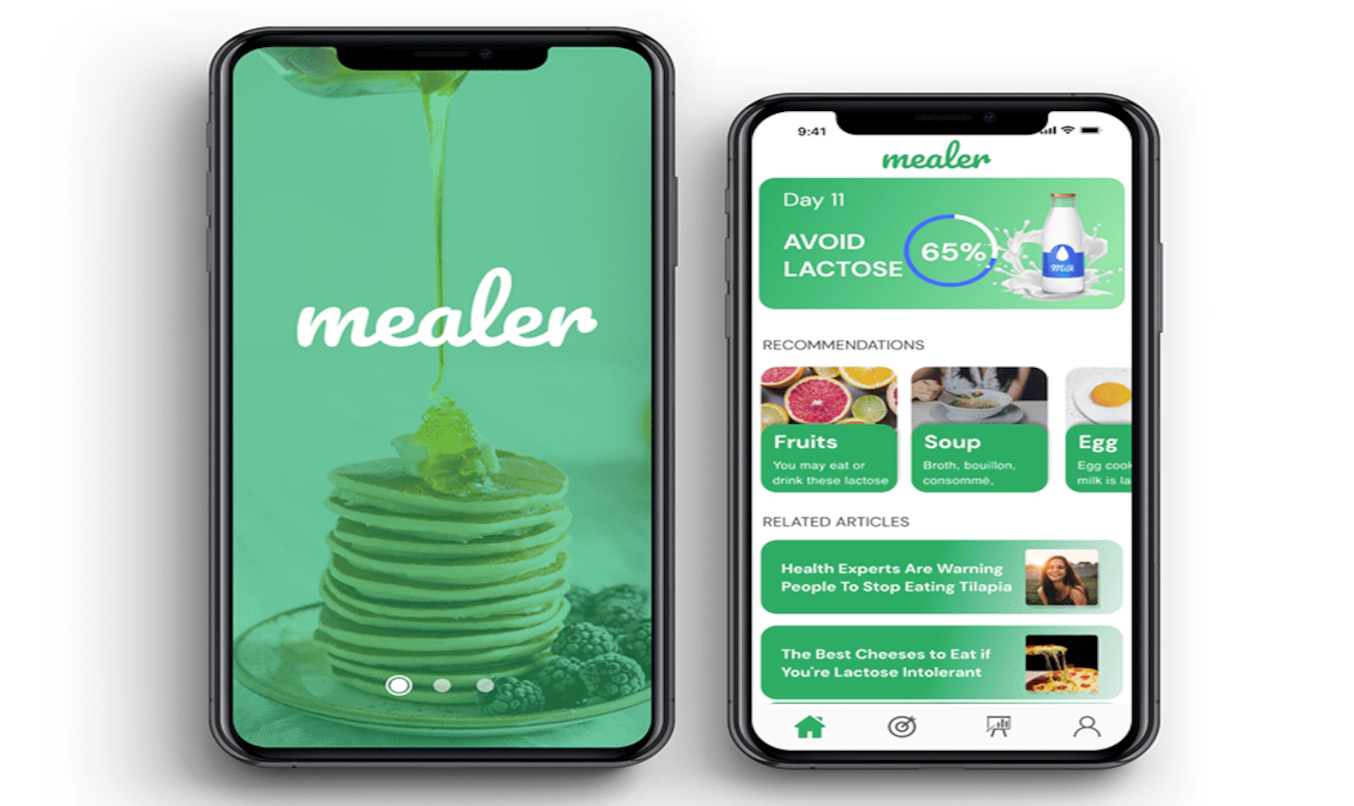 mealer
9:41
mealer
Day 11
AVOID
LACTOSE
65%
Milk
RECOMMENDATIONS
Fruits
You may eat or
drink these lactose
Soup
Broth, bouillon,
consommé,
Egg
Egg cook
milk is la
RELATED ARTICLES
Health Experts Are Warning
People To Stop Eating Tilapia
The Best Cheeses to Eat if
You're Lactose Intolerant